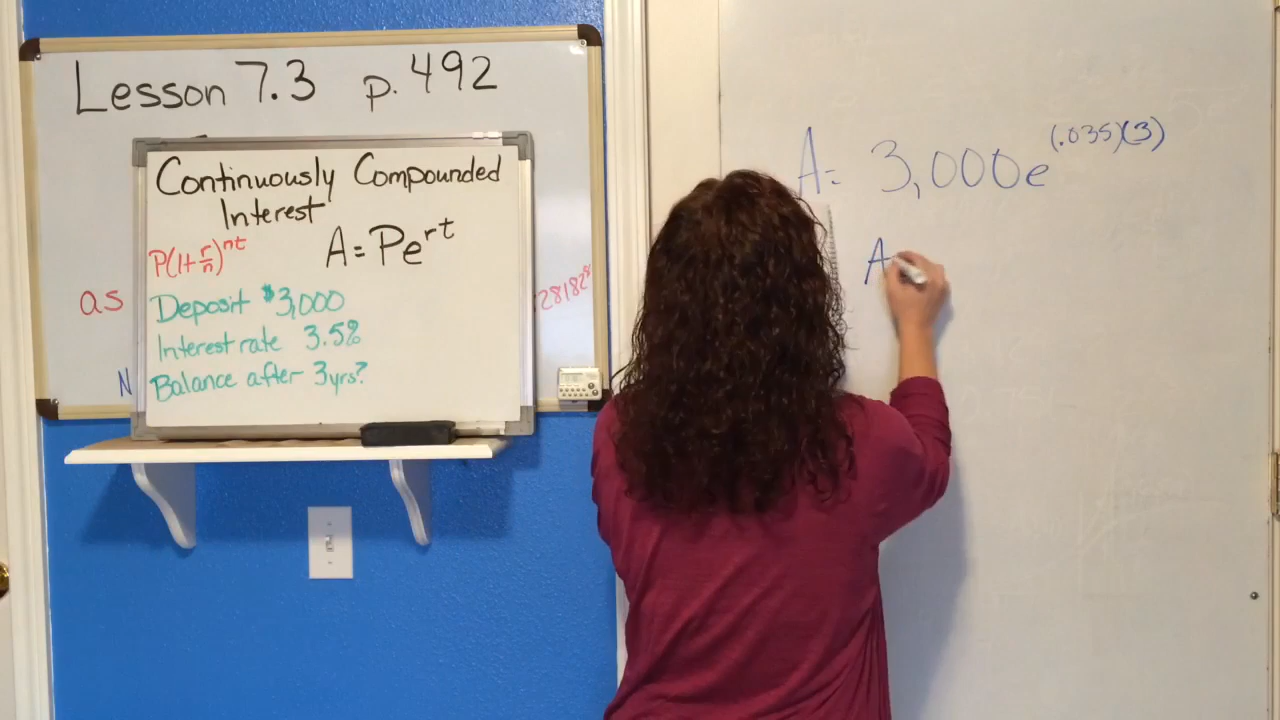 Lesson 7.3 p. 492
Continuously Compounded
Interest
A = Pe^rt
P(1+r/n)^nt
as
Deposit $3,000
Interest rate 3.5%
Balance after 3yrs?
N
28182
A = 3,000e^(.035)(3)
A